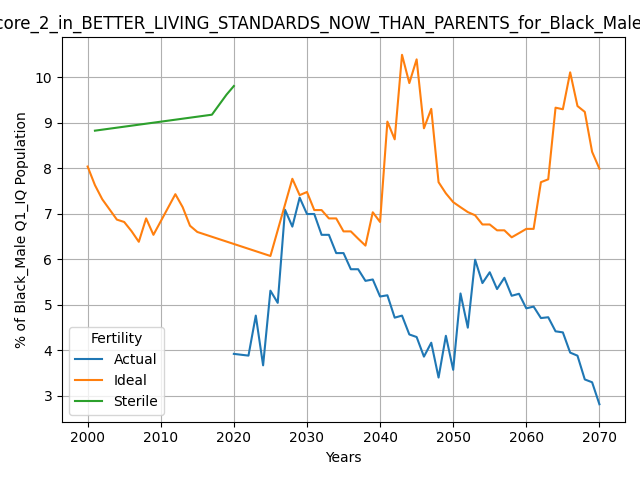 core_2_in_BETTER_LIVING_STANDARDS_NOW_THAN_PARENTS_for_Black_Male
% of Black_Male Q1_IQ Population
10
9
8
7
6
5
4
3
Fertility
Actual
Ideal
Sterile
2000 2010 2020 2030 2040 2050 2060 2070
Years